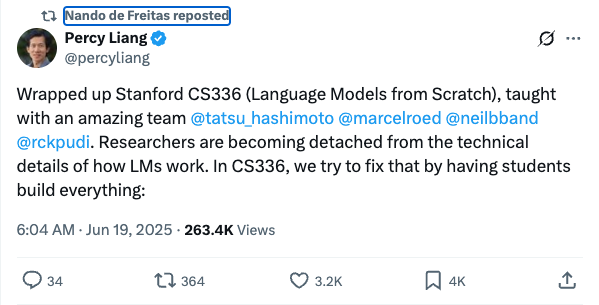 Nando de Freitas reposted
Percy Liang
@percyliang
Wrapped up Stanford CS336 (Language Models from Scratch), taught
with an amazing team @tatsu_hashimoto @marcelroed @neilbband
@rckpudi. Researchers are becoming detached from the technical
details of how LMs work. In CS336, we try to fix that by having students
build everything:
6:04 AM · Jun 19, 2025 · 263.4K Views
34 364 3.2K 4K